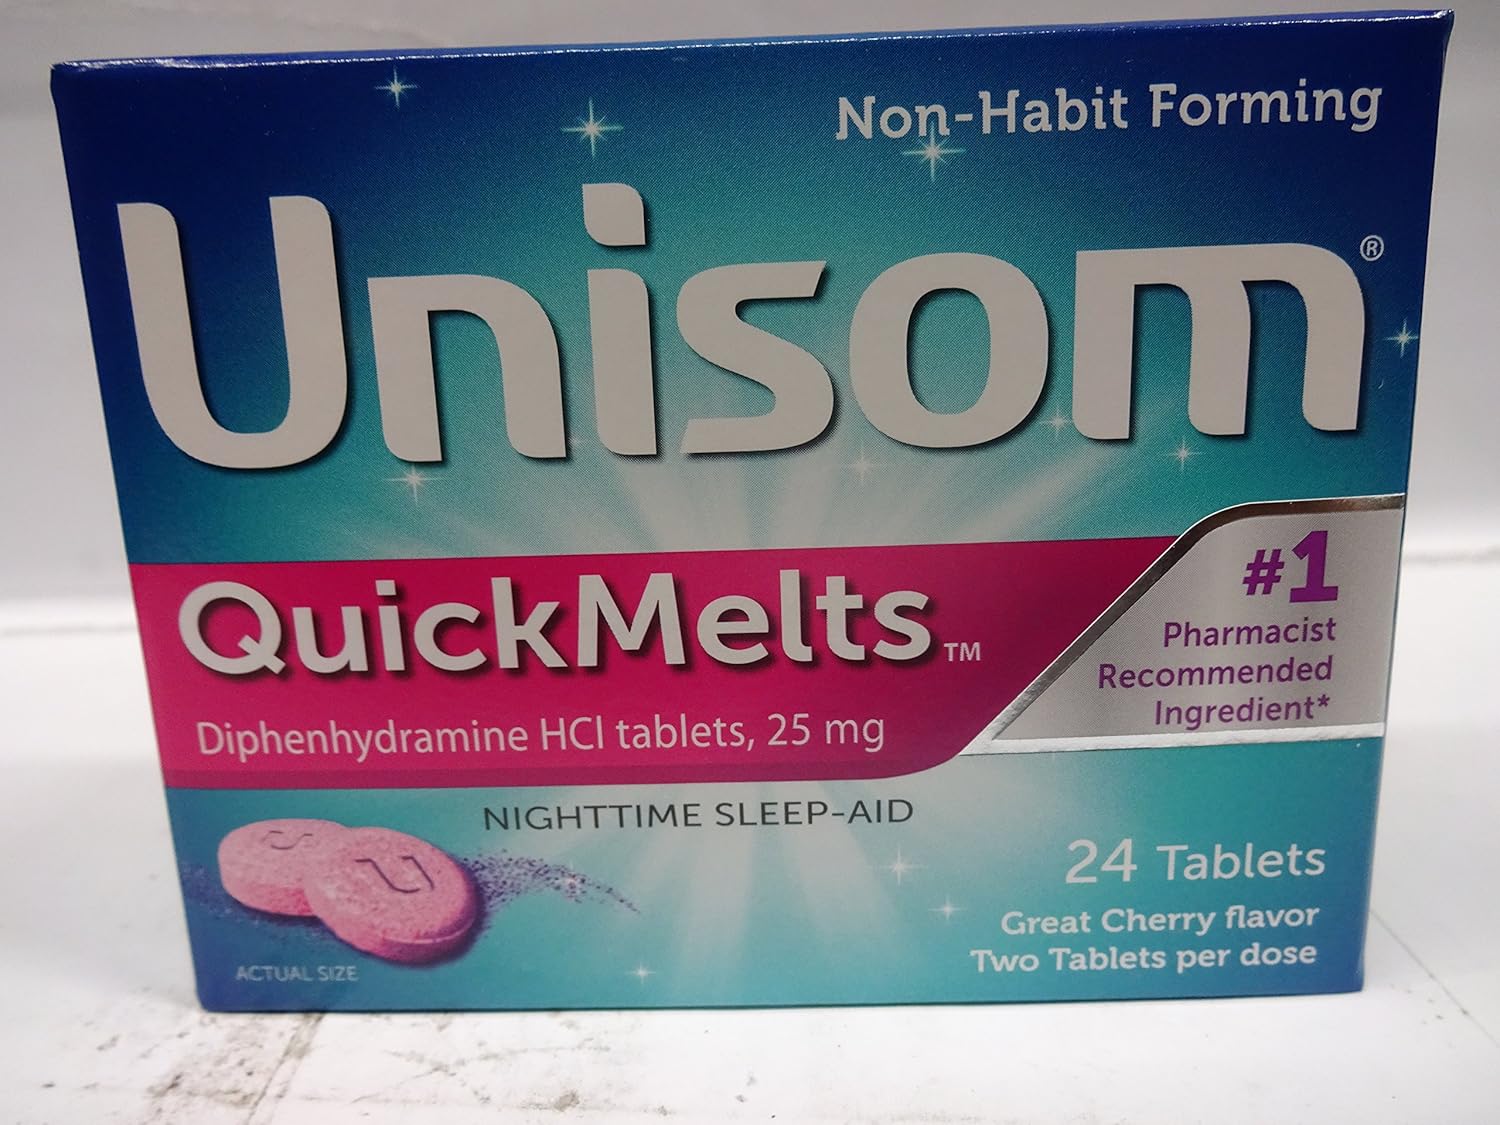 Non-Habit Forming
Unisom®
QuickMelts™
Diphenhydramine HCl tablets, 25 mg
#1
Pharmacist
Recommended
Ingredient*
NIGHTTIME SLEEP-AID
24 Tablets
Great Cherry flavor
Two Tablets per dose
S
U
ACTUAL SIZE